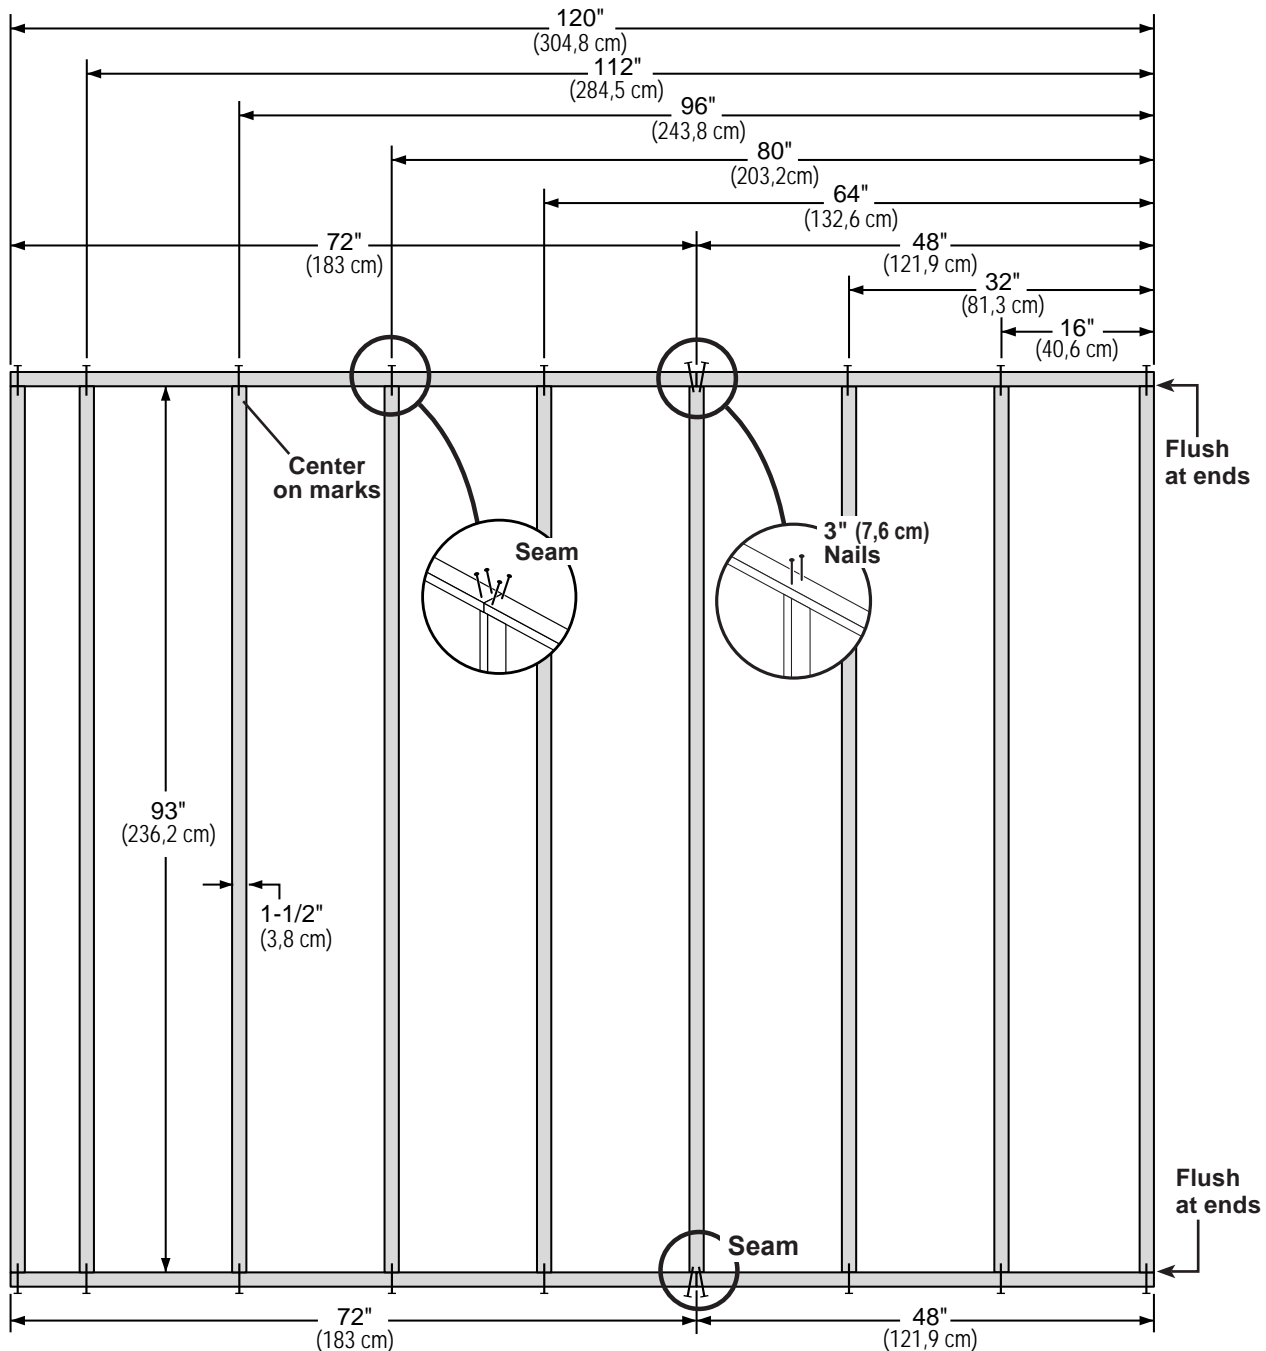 120"
(304,8 cm)
112"
(284,5 cm)
96"
(243,8 cm)
80"
(203,2cm)
64"
(132,6 cm)
72"
(183 cm)
48"
(121,9 cm)
32"
(81,3 cm)
16"
(40,6 cm)
Flush
at ends
Center
on marks
Seam
3" (7,6 cm)
Nails
93"
(236,2 cm)
1-1/2"
(3,8 cm)
Flush
at ends
Seam
72"
(183 cm)
48"
(121,9 cm)